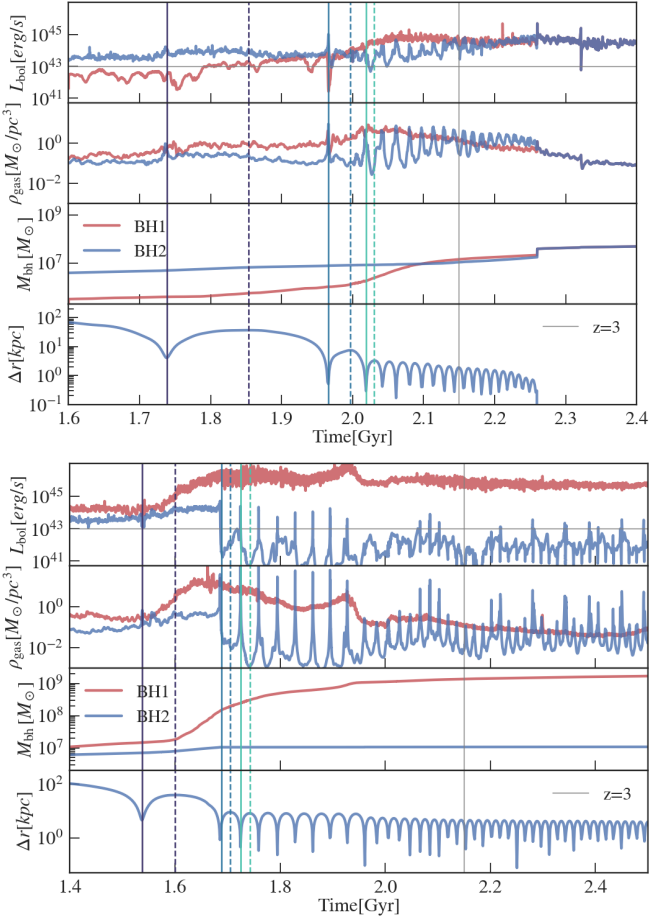 L_bol[erg/s]
10^45
10^43
10^41
ρ_gas[M_⊙/pc^3]
10^0
10^-2
M_bh[M_⊙]
10^9
10^7
BH1
BH2
Δr[kpc]
10^2
10^1
10^0
10^-1
z=3
1.6 1.7 1.8 1.9 2.0 2.1 2.2 2.3 2.4
Time[Gyr]
L_bol[erg/s]
10^45
10^43
10^41
ρ_gas[M_⊙/pc^3]
10^0
10^-2
M_bh[M_⊙]
10^9
10^8
10^7
BH1
BH2
Δr[kpc]
10^2
10^0
z=3
1.4 1.6 1.8 2.0 2.2 2.4
Time[Gyr]